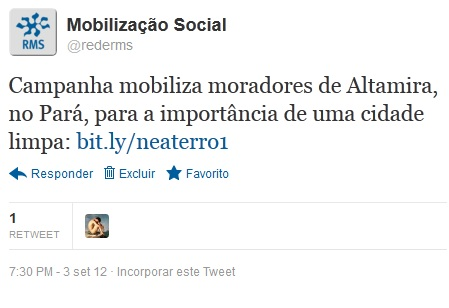 RMS
Mobilização Social
@rederms
Campanha mobiliza moradores de Altamira,
no Pará, para a importância de uma cidade
limpa: bit.ly/neaterro1
Responder Excluir Favorito
1
RETWEET
7:30 PM - 3 set 12 · Incorporar este Tweet